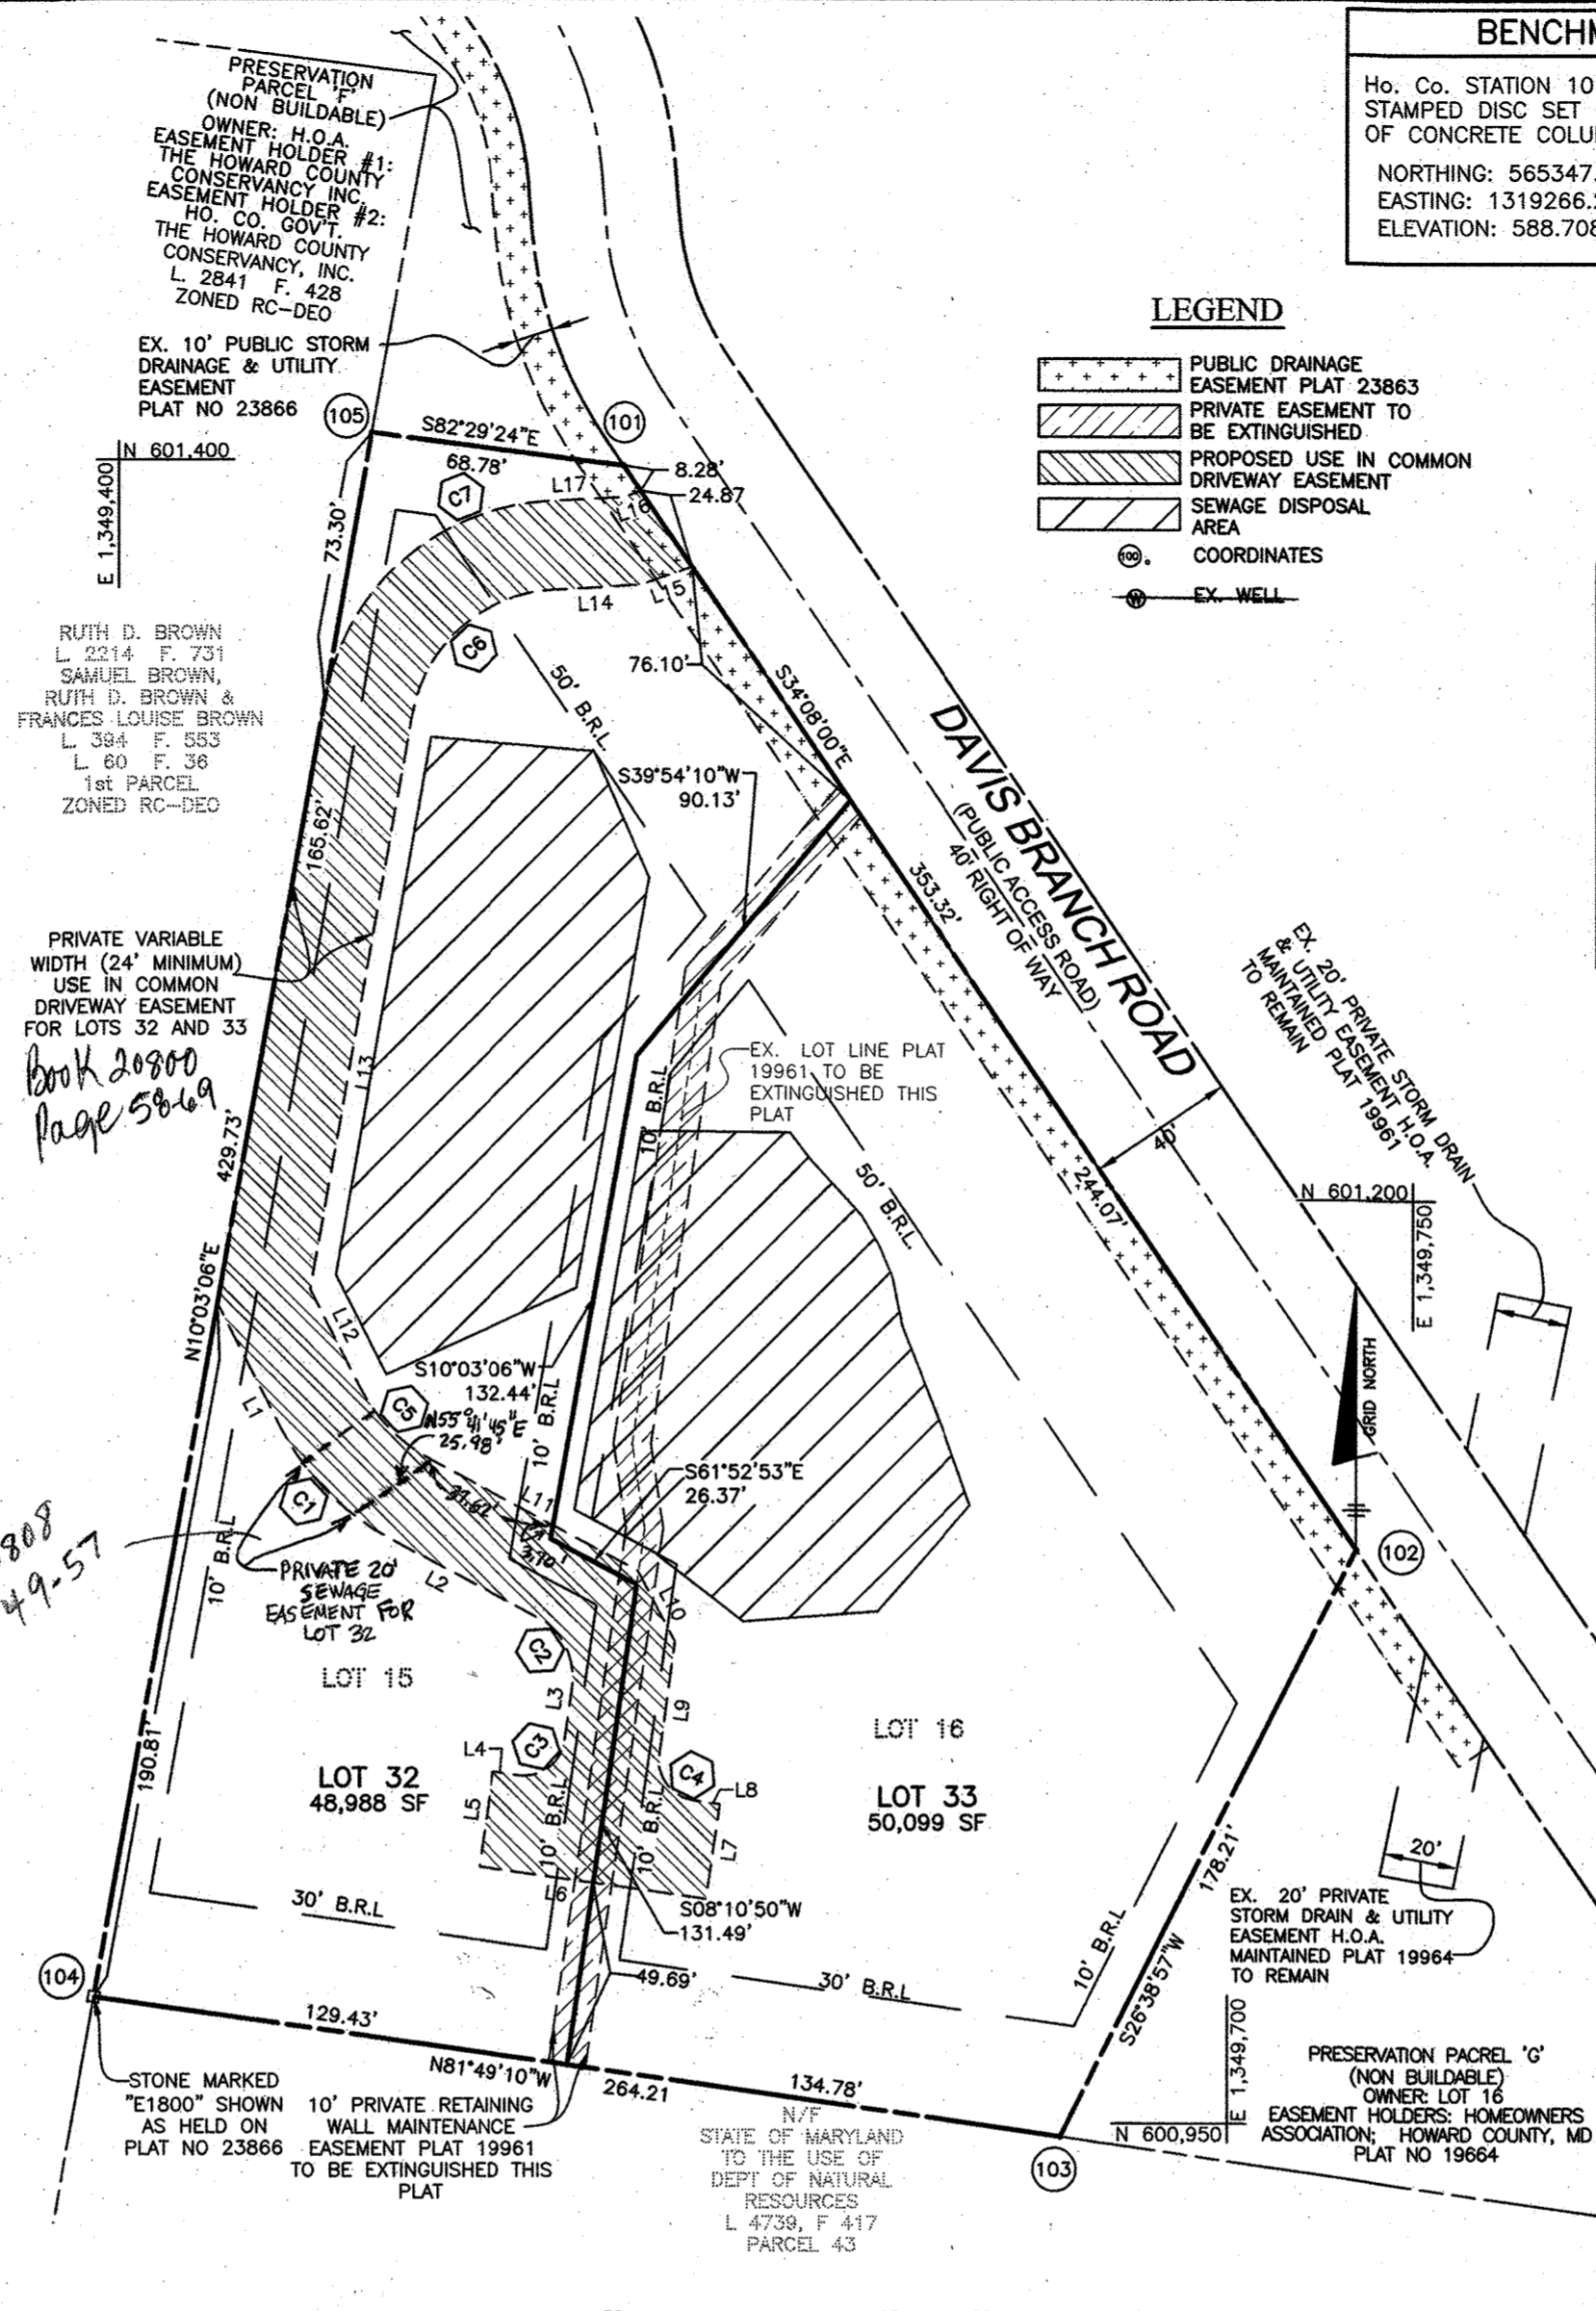 BENCHM
Ho. Co. STATION 10
STAMPED DISC SET
OF CONCRETE COLU
NORTHING: 565347.
EASTING: 1319266.
ELEVATION: 588.708
PRESERVATION
PARCEL 'F'
(NON BUILDABLE)
OWNER: H.O.A.
EASEMENT HOLDER #1:
THE HOWARD COUNTY
CONSERVANCY INC.
EASEMENT HOLDER #2:
HO. CO. GOV'T.
THE HOWARD COUNTY
CONSERVANCY, INC.
L. 2841 F. 428
ZONED RC-DEO
EX. 10' PUBLIC STORM
DRAINAGE & UTILITY
EASEMENT
PLAT NO 23866
LEGEND
PUBLIC DRAINAGE
EASEMENT PLAT 23863
PRIVATE EASEMENT TO
BE EXTINGUISHED
PROPOSED USE IN COMMON
DRIVEWAY EASEMENT
SEWAGE DISPOSAL
AREA
100
COORDINATES
W
EX. WELL
105
S82°29'24"E
101
68.78'
8.28'
24.87
C7
L17
L16
N 601,400
E 1,349,400
73.30'
L14
L15
C6
76.10'
S34°08'00"E
50' B.R.L.
RUTH D. BROWN
L. 2214 F. 731
SAMUEL BROWN,
RUTH D. BROWN &
FRANCES LOUISE BROWN
L. 394 F. 553
L. 60 F. 36
1st PARCEL
ZONED RC-DEO
S39°54'10"W
90.13'
165.62'
DAVIS BRANCH ROAD
(PUBLIC ACCESS ROAD)
40' RIGHT OF WAY
353.32'
PRIVATE VARIABLE
WIDTH (24' MINIMUM)
USE IN COMMON
DRIVEWAY EASEMENT
FOR LOTS 32 AND 33
Book 20800
Page 58-69
EX. 20' PRIVATE STORM DRAIN
& UTILITY EASEMENT H.O.A.
MAINTAINED PLAT 19961
TO REMAIN
L13
10' B.R.L
EX. LOT LINE PLAT
19961 TO BE
EXTINGUISHED THIS
PLAT
429.73'
40'
50' B.R.L.
244.07'
N 601,200
E 1,349,750
N10°03'06"E
L12
GRID NORTH
S10°03'06"W
132.44'
10' B.R.L
L1
C5
N55°41'45"E
25.98'
S61°52'53"E
26.37'
L11
C1
102
808
49-57
10' B.R.L
PRIVATE 20'
SEWAGE
EASEMENT FOR
LOT 32
L2
L10
C2
LOT 15
L3
L9
LOT 16
190.81'
L4
C3
C4
L8
LOT 32
48,988 SF
L5
10' B.R.L
10' B.R.L
L7
LOT 33
50,099 SF
L6
178.21'
20'
30' B.R.L
S08°10'50"W
131.49'
EX. 20' PRIVATE
STORM DRAIN & UTILITY
EASEMENT H.O.A.
MAINTAINED PLAT 19964
TO REMAIN
104
49.69'
30' B.R.L
10' B.R.L
S26°38'57"W
129.43'
N81°49'10"W
264.21
134.78'
E 1,349,700
N 600,950
103
STONE MARKED
"E1800" SHOWN
AS HELD ON
PLAT NO 23866
10' PRIVATE RETAINING
WALL MAINTENANCE
EASEMENT PLAT 19961
TO BE EXTINGUISHED THIS
PLAT
N/F
STATE OF MARYLAND
TO THE USE OF
DEPT OF NATURAL
RESOURCES
L 4739, F 417
PARCEL 43
PRESERVATION PACREL 'G'
(NON BUILDABLE)
OWNER: LOT 16
EASEMENT HOLDERS: HOMEOWNERS
ASSOCIATION; HOWARD COUNTY, MD
PLAT NO 19664